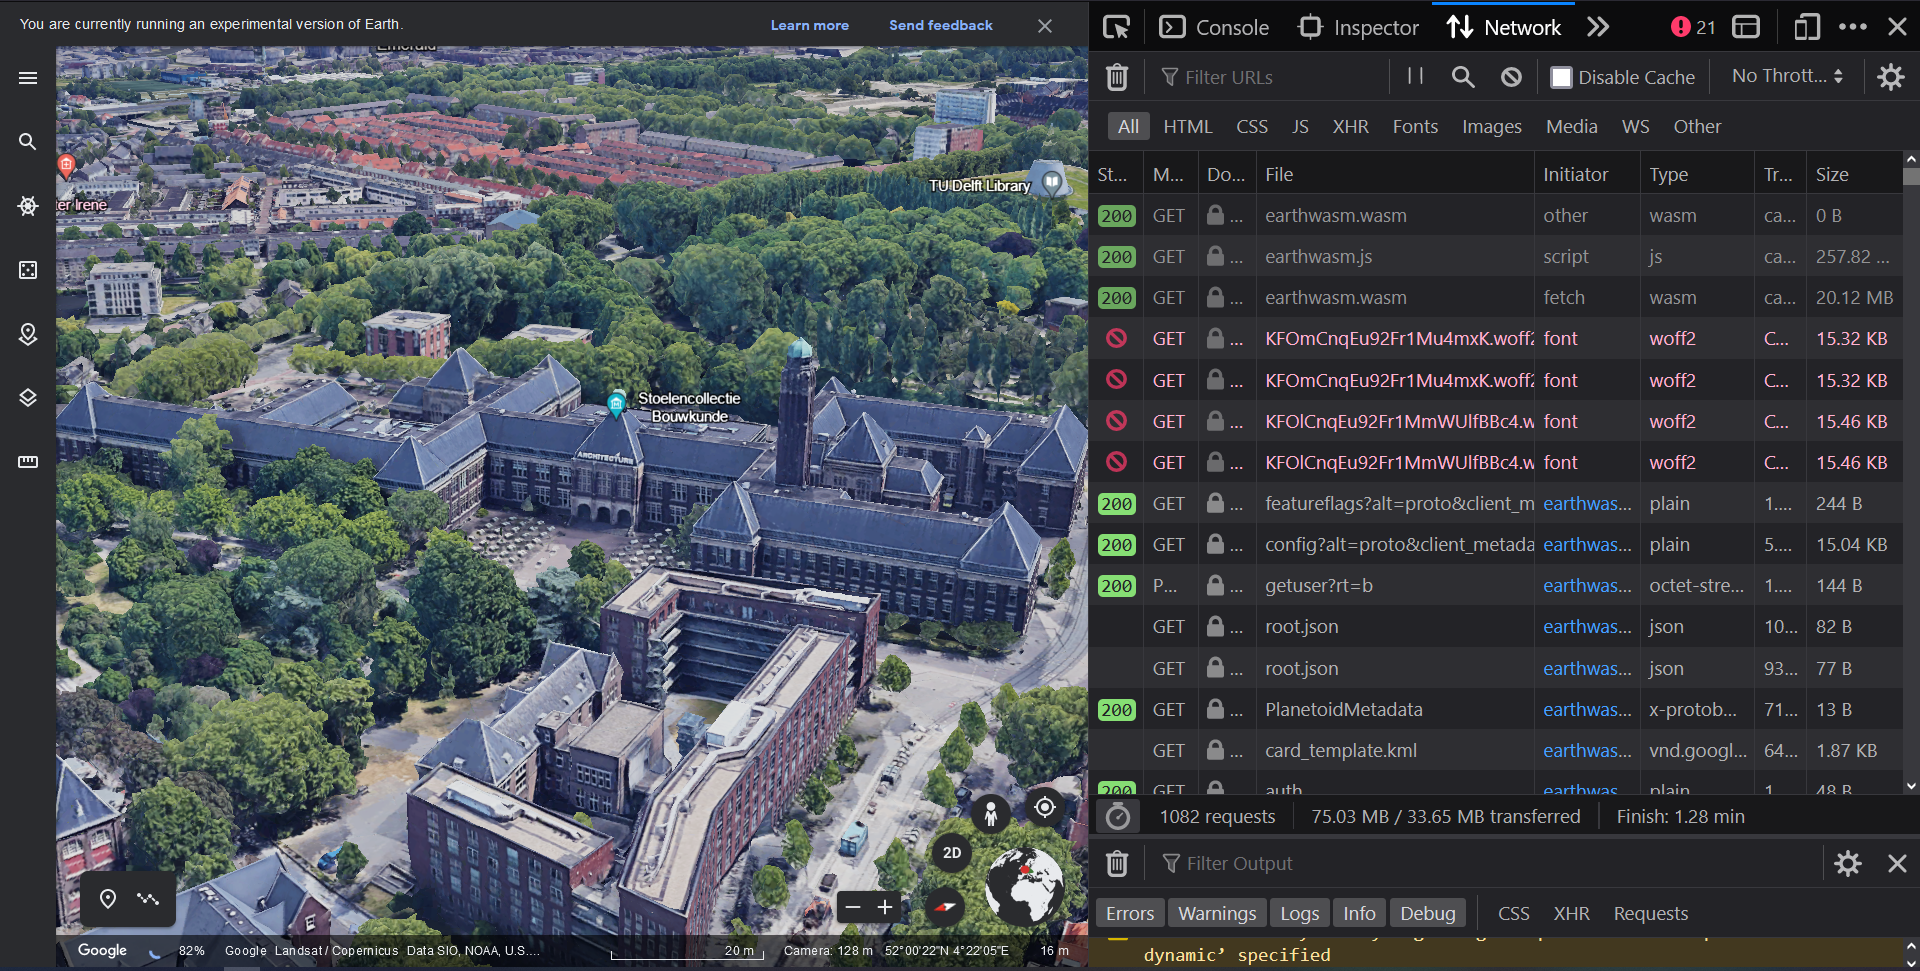 You are currently running an experimental version of Earth.
Learn more
Send feedback
Emerald
TU Delft Library
ter Irene
Stoelencollectie
Bouwkunde
ARCHITECTURE
2D
Google
82%
Google Landsat / Copernicus Data SIO, NOAA, U.S....
20 m
Camera: 128 m 52°00'22"N 4°22'05"E
16 m
Console
Inspector
Network
21
Filter URLs
Disable Cache
No Thrott...
All HTML CSS JS XHR Fonts Images Media WS Other
St... M... Do... File Initiator Type Tr... Size
200 GET ... earthwasm.wasm other wasm ca... 0 B
200 GET ... earthwasm.js script js ca... 257.82 ...
200 GET ... earthwasm.wasm fetch wasm ca... 20.12 MB
GET ... KFOmCnqEu92Fr1Mu4mxK.woff2 font woff2 C... 15.32 KB
GET ... KFOmCnqEu92Fr1Mu4mxK.woff2 font woff2 C... 15.32 KB
GET ... KFOlCnqEu92Fr1MmWUlfBBc4.w font woff2 C... 15.46 KB
GET ... KFOlCnqEu92Fr1MmWUlfBBc4.w font woff2 C... 15.46 KB
200 GET ... featureflags?alt=proto&client_m earthwas... plain 1.... 244 B
200 GET ... config?alt=proto&client_metada earthwas... plain 5.... 15.04 KB
200 P... ... getuser?rt=b earthwas... octet-stre... 1.... 144 B
GET ... root.json earthwas... json 10... 82 B
GET ... root.json earthwas... json 93... 77 B
200 GET ... PlanetoidMetadata earthwas... x-protob... 71... 13 B
GET ... card_template.kml earthwas... vnd.googl... 64... 1.87 KB
200 GET ... auth earthwas... plain 1... 48 B
1082 requests 75.03 MB / 33.65 MB transferred Finish: 1.28 min
Filter Output
Errors Warnings Logs Info Debug CSS XHR Requests
dynamic’ specified